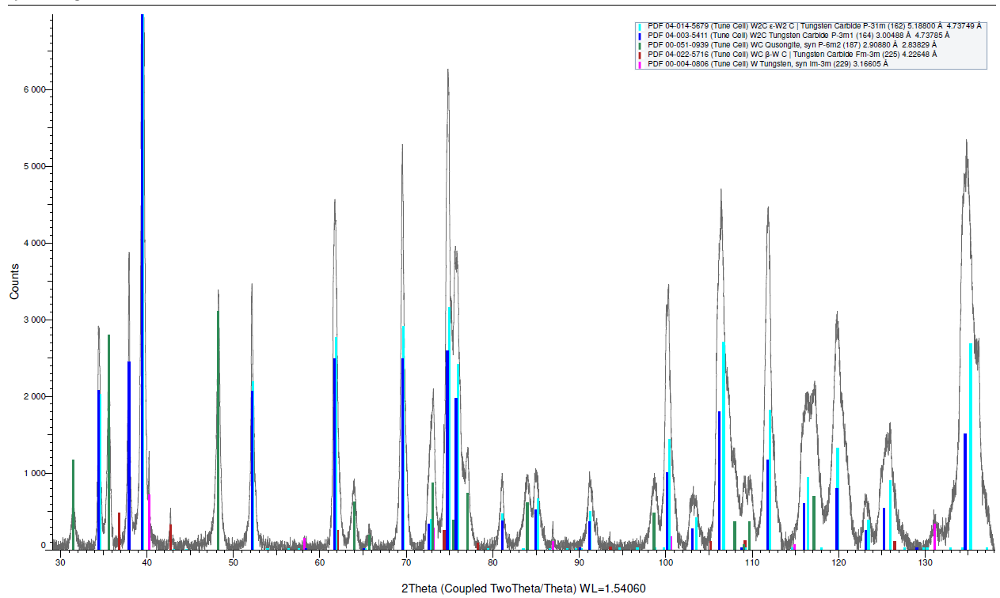 PDF 04-014-5679 (Tune Cell) W2C ε-W2 C | Tungsten Carbide P-31m (162) 5.18800 Å 4.73749 Å
PDF 04-003-5411 (Tune Cell) W2C Tungsten Carbide P-3m1 (164) 3.00488 Å 4.73785 Å
PDF 00-051-0939 (Tune Cell) WC Qusongite, syn P-6m2 (187) 2.90880 Å 2.83829 Å
PDF 04-022-5716 (Tune Cell) WC β-W C | Tungsten Carbide Fm-3m (225) 4.22648 Å
PDF 00-004-0806 (Tune Cell) W Tungsten, syn Im-3m (229) 3.16605 Å
6 000
5 000
4 000
Counts
3 000
2 000
1 000
0
30 40 50 60 70 80 90 100 110 120 130
2Theta (Coupled TwoTheta/Theta) WL=1.54060